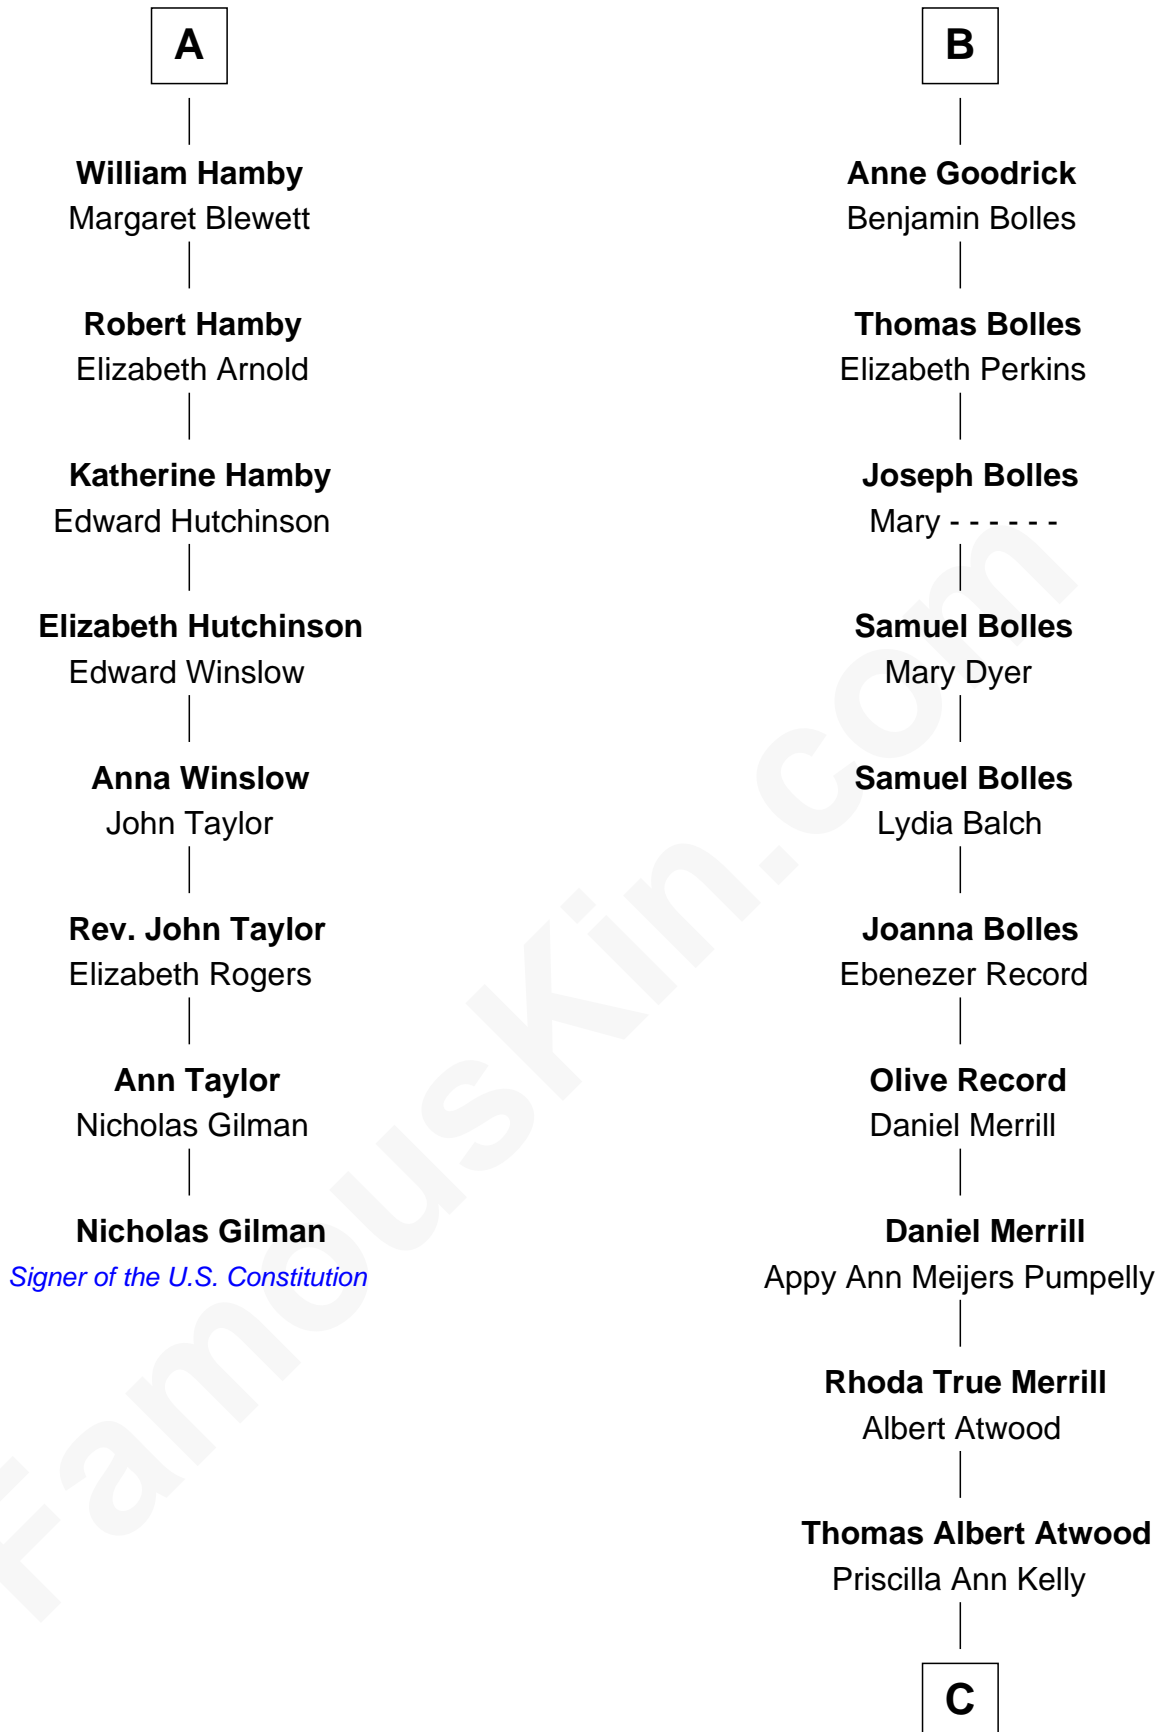 A
William Hamby
Margaret Blewett
Robert Hamby
Elizabeth Arnold
Katherine Hamby
Edward Hutchinson
Elizabeth Hutchinson
Edward Winslow
Anna Winslow
John Taylor
Rev. John Taylor
Elizabeth Rogers
Ann Taylor
Nicholas Gilman
Nicholas Gilman
Signer of the U.S. Constitution
B
Anne Goodrick
Benjamin Bolles
Thomas Bolles
Elizabeth Perkins
Joseph Bolles
Mary - - - - - -
Samuel Bolles
Mary Dyer
Samuel Bolles
Lydia Balch
Joanna Bolles
Ebenezer Record
Olive Record
Daniel Merrill
Daniel Merrill
Appy Ann Meijers Pumpelly
Rhoda True Merrill
Albert Atwood
Thomas Albert Atwood
Priscilla Ann Kelly
C
FamousKin.com